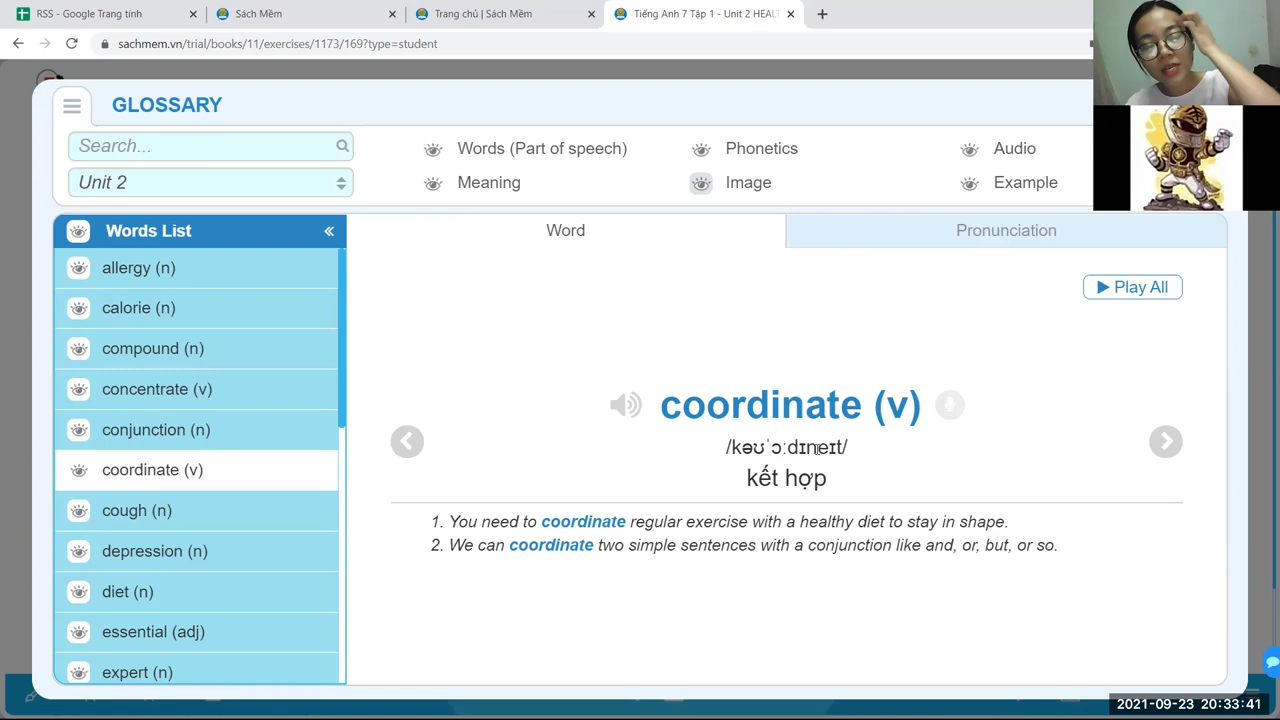 RSS - Google Trang tính
Sách Mềm
Trang chủ | Sách Mềm
Tiếng Anh 7 Tập 1 - Unit 2 HEAL
sachmem.vn/trial/books/11/exercises/1173/169?type=student
GLOSSARY
Search...
Unit 2
Words (Part of speech)
Phonetics
Audio
Meaning
Image
Example
Words List
Word
Pronunciation
allergy (n)
calorie (n)
compound (n)
concentrate (v)
conjunction (n)
coordinate (v)
cough (n)
depression (n)
diet (n)
essential (adj)
expert (n)
Play All
coordinate (v)
/kəʊˈɔːdɪneɪt/
kết hợp
1. You need to coordinate regular exercise with a healthy diet to stay in shape.
2. We can coordinate two simple sentences with a conjunction like and, or, but, or so.
2021-09-23 20:33:41